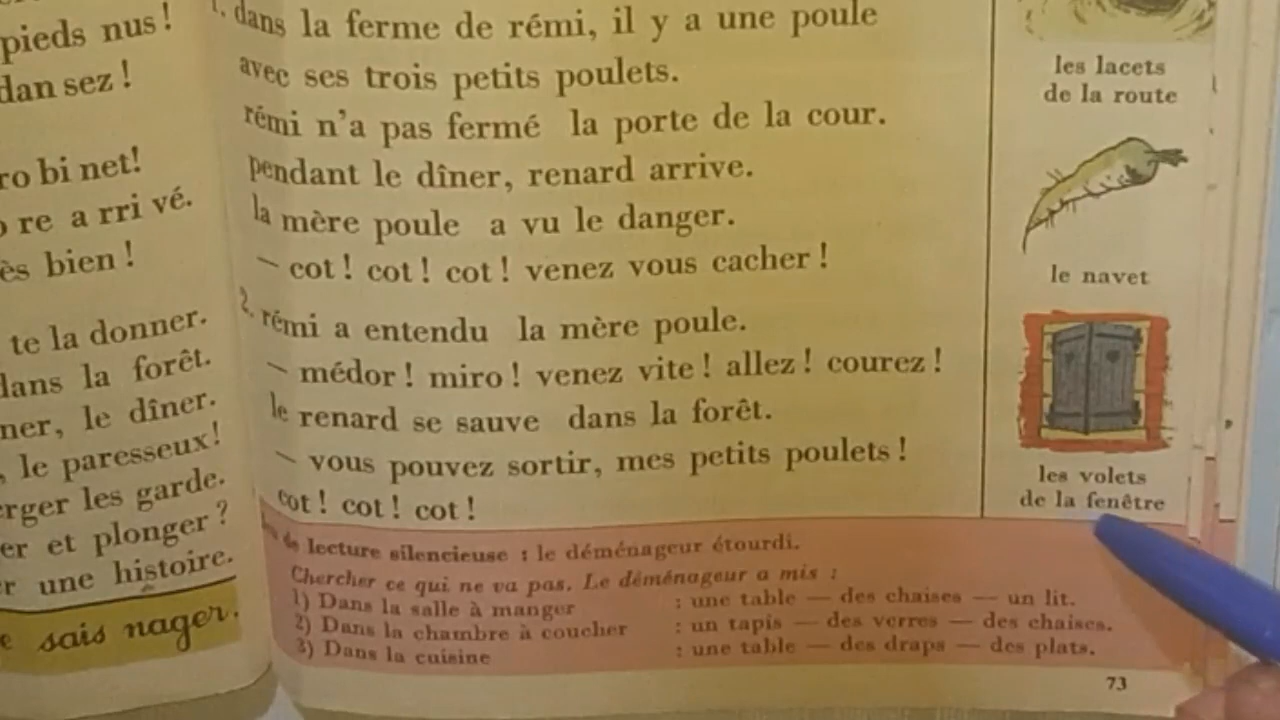 pieds nus !
dan sez !
ro bi net!
re a rri vé.
ès bien !
te la donner.
dans la forêt.
ner, le dîner.
, le paresseux!
erger les garde.
er et plonger ?
er une histoire.
e sais nager.
1. dans la ferme de rémi, il y a une poule
avec ses trois petits poulets.
rémi n'a pas fermé la porte de la cour.
pendant le dîner, renard arrive.
la mère poule a vu le danger.
– cot ! cot ! cot ! venez vous cacher !
2. rémi a entendu la mère poule.
– médor ! miro ! venez vite ! allez ! courez !
le renard se sauve dans la forêt.
– vous pouvez sortir, mes petits poulets !
cot ! cot ! cot !
de lecture silencieuse : le déménageur étourdi.
Chercher ce qui ne va pas. Le déménageur a mis :
1) Dans la salle à manger : une table — des chaises — un lit.
2) Dans la chambre à coucher : un tapis — des verres — des chaises.
3) Dans la cuisine : une table — des draps — des plats.
les lacets
de la route
le navet
les volets
de la fenêtre
73